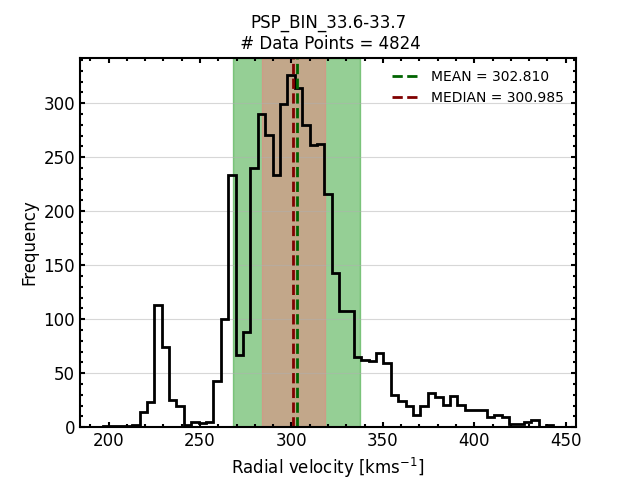 PSP_BIN_33.6-33.7
# Data Points = 4824
MEAN = 302.810
MEDIAN = 300.985
Frequency
300
250
200
150
100
50
0
200 250 300 350 400 450
Radial velocity [kms⁻¹]